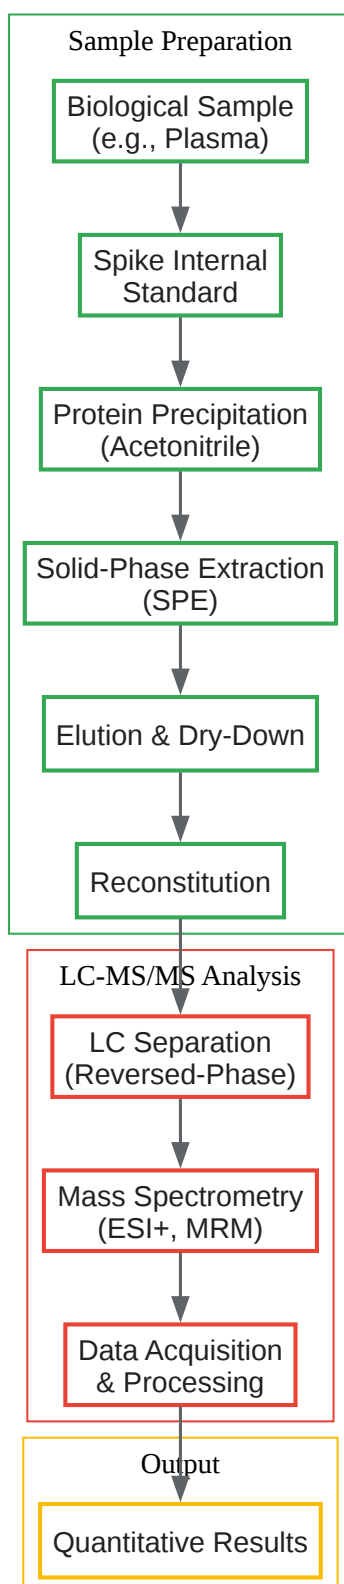 Sample Preparation
Biological Sample
(e.g., Plasma)
Spike Internal
Standard
Protein Precipitation
(Acetonitrile)
Solid-Phase Extraction
(SPE)
Elution & Dry-Down
Reconstitution
LC-MS/MS Analysis
LC Separation
(Reversed-Phase)
Mass Spectrometry
(ESI+, MRM)
Data Acquisition
& Processing
Output
Quantitative Results